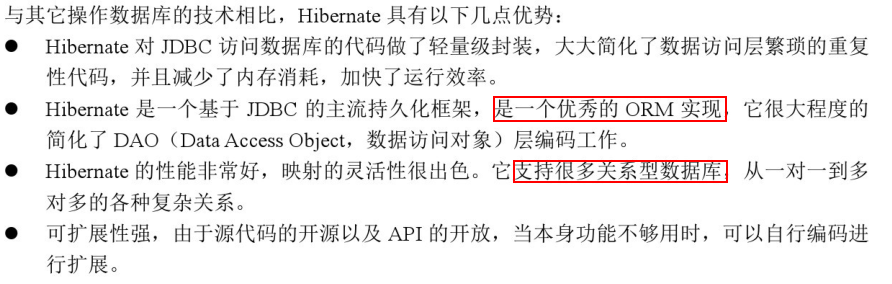 与其它操作数据库的技术相比，Hibernate 具有以下几点优势：
● Hibernate 对 JDBC 访问数据库的代码做了轻量级封装，大大简化了数据访问层繁琐的重复
性代码，并且减少了内存消耗，加快了运行效率。
● Hibernate 是一个基于 JDBC 的主流持久化框架，是一个优秀的 ORM 实现，它很大程度的
简化了 DAO（Data Access Object，数据访问对象）层编码工作。
● Hibernate 的性能非常好，映射的灵活性很出色。它支持很多关系型数据库，从一对一到多
对多的各种复杂关系。
● 可扩展性强，由于源代码的开源以及 API 的开放，当本身功能不够用时，可以自行编码进
行扩展。